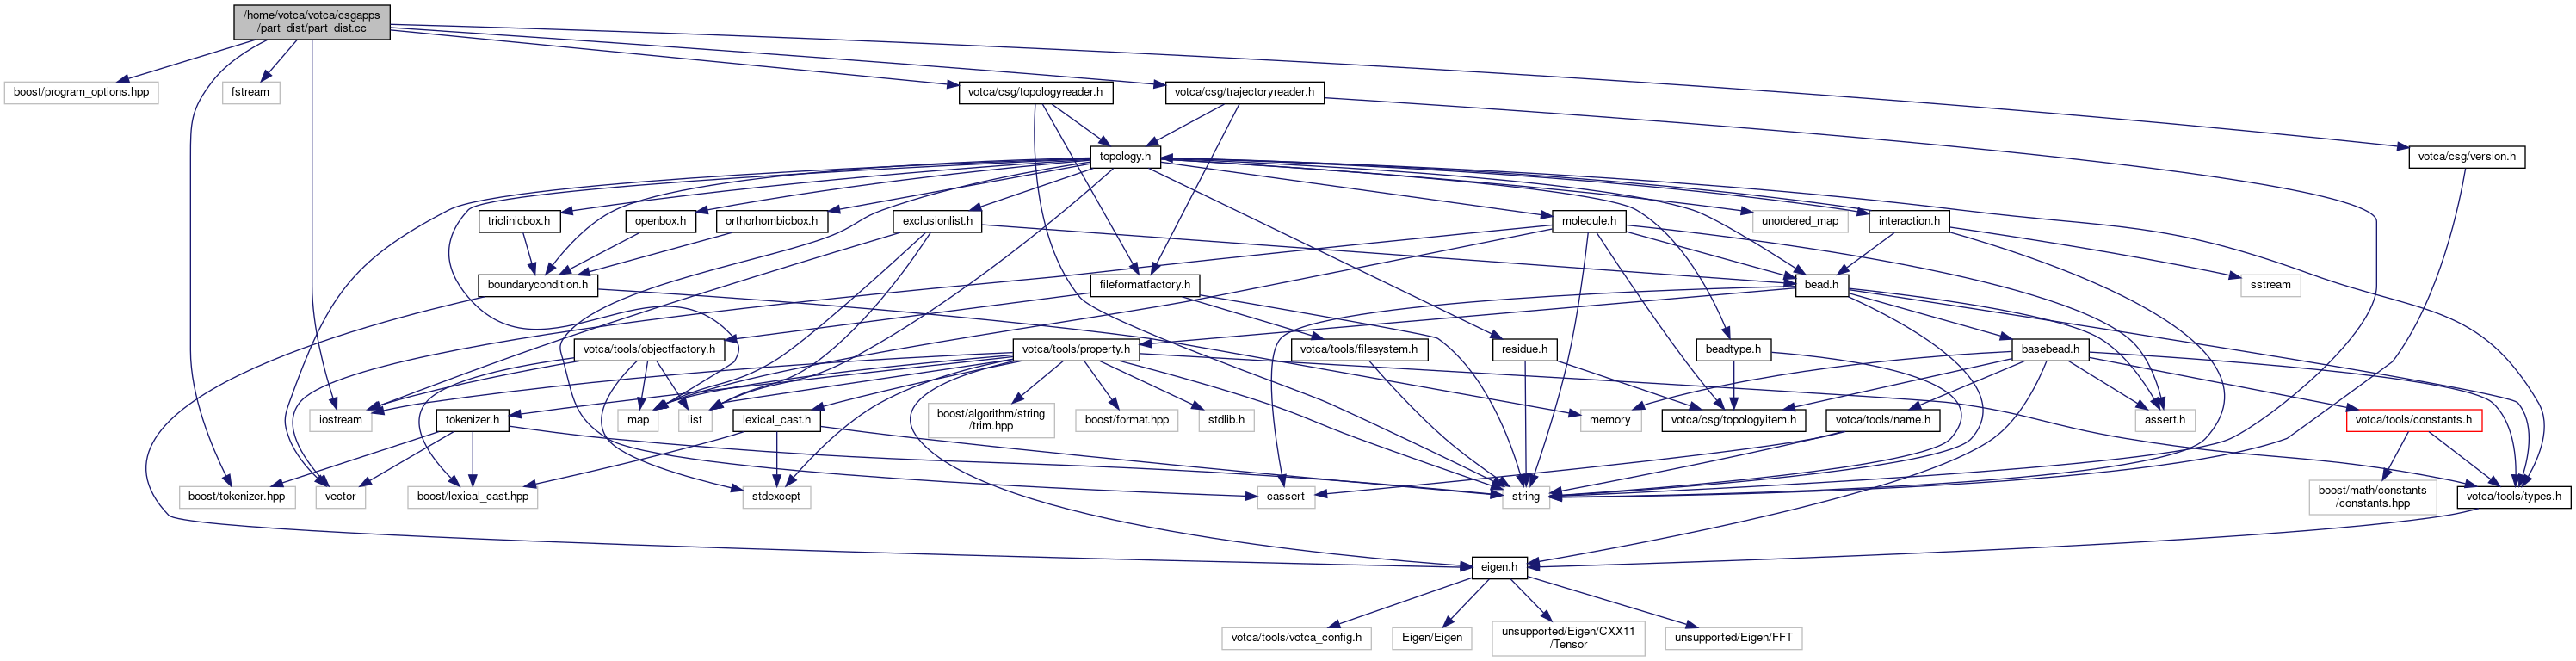 /home/votca/votca/csgapps
/part_dist/part_dist.cc
boost/program_options.hpp
fstream
votca/csg/topologyreader.h
votca/csg/trajectoryreader.h
topology.h
votca/csg/version.h
triclinicbox.h
openbox.h
orthorhombicbox.h
exclusionlist.h
molecule.h
unordered_map
interaction.h
boundarycondition.h
fileformatfactory.h
bead.h
sstream
votca/tools/objectfactory.h
votca/tools/property.h
votca/tools/filesystem.h
residue.h
beadtype.h
basebead.h
iostream
tokenizer.h
map
list
lexical_cast.h
boost/algorithm/string
/trim.hpp
boost/format.hpp
stdlib.h
memory
votca/csg/topologyitem.h
votca/tools/name.h
assert.h
votca/tools/constants.h
boost/tokenizer.hpp
vector
boost/lexical_cast.hpp
stdexcept
cassert
string
boost/math/constants
/constants.hpp
votca/tools/types.h
eigen.h
votca/tools/votca_config.h
Eigen/Eigen
unsupported/Eigen/CXX11
/Tensor
unsupported/Eigen/FFT